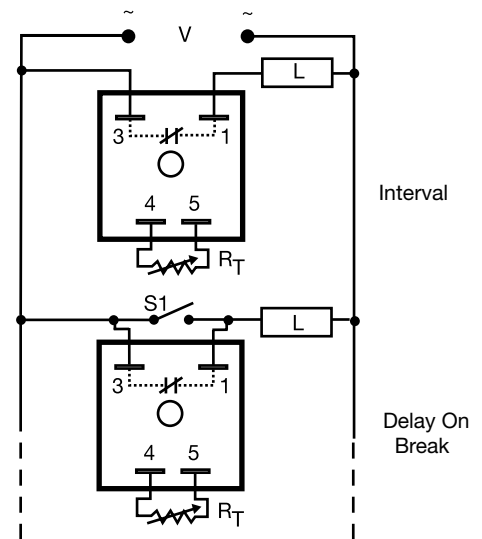 ~ V ~
L
3 1
4 5
Interval
RT
S1
L
3 1
Delay On
Break
4 5
RT